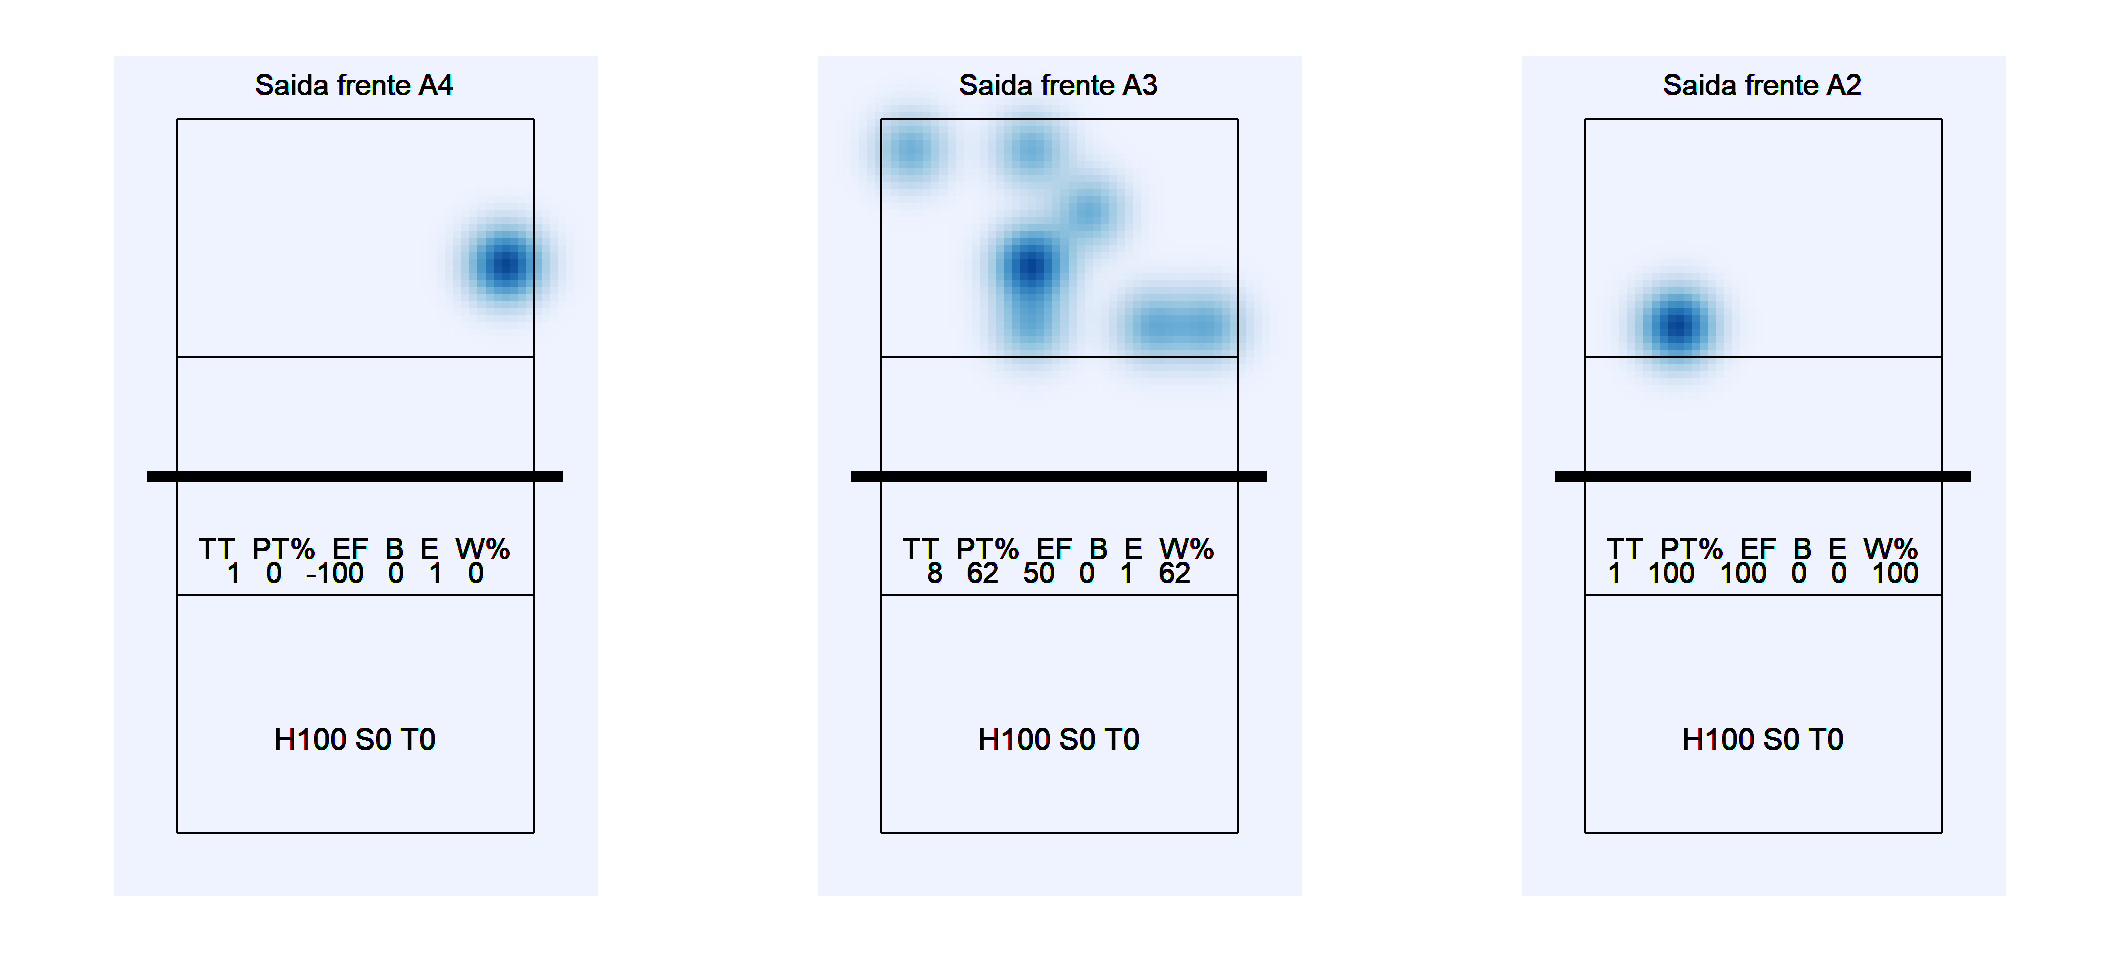 Saida frente A4
TT PT% EF B E W%
1 0 -100 0 1 0
H100 S0 T0
Saida frente A3
TT PT% EF B E W%
8 62 50 0 1 62
H100 S0 T0
Saida frente A2
TT PT% EF B E W%
1 100 100 0 0 100
H100 S0 T0